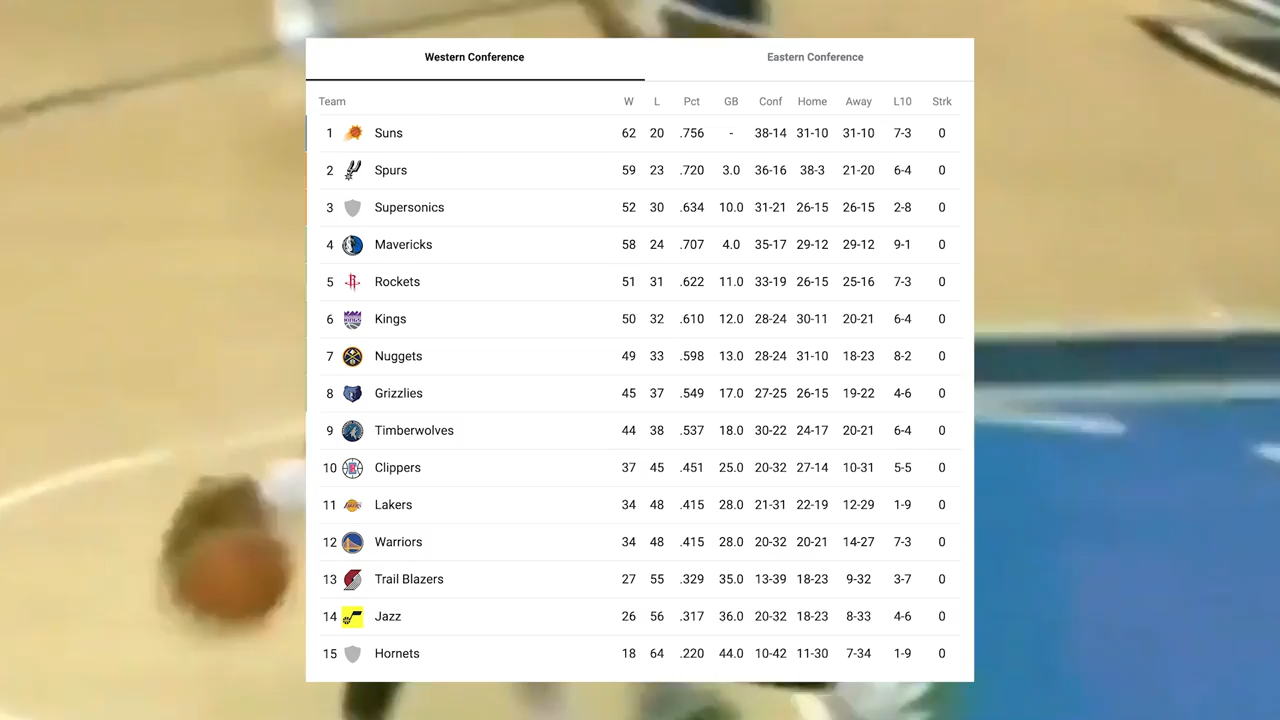 Western Conference Eastern Conference
Team W L Pct GB Conf Home Away L10 Strk
1 Suns 62 20 .756 - 38-14 31-10 31-10 7-3 0
2 Spurs 59 23 .720 3.0 36-16 38-3 21-20 6-4 0
3 Supersonics 52 30 .634 10.0 31-21 26-15 26-15 2-8 0
4 Mavericks 58 24 .707 4.0 35-17 29-12 29-12 9-1 0
5 Rockets 51 31 .622 11.0 33-19 26-15 25-16 7-3 0
6 Kings 50 32 .610 12.0 28-24 30-11 20-21 6-4 0
7 Nuggets 49 33 .598 13.0 28-24 31-10 18-23 8-2 0
8 Grizzlies 45 37 .549 17.0 27-25 26-15 19-22 4-6 0
9 Timberwolves 44 38 .537 18.0 30-22 24-17 20-21 6-4 0
10 Clippers 37 45 .451 25.0 20-32 27-14 10-31 5-5 0
11 Lakers 34 48 .415 28.0 21-31 22-19 12-29 1-9 0
12 Warriors 34 48 .415 28.0 20-32 20-21 14-27 7-3 0
13 Trail Blazers 27 55 .329 35.0 13-39 18-23 9-32 3-7 0
14 Jazz 26 56 .317 36.0 20-32 18-23 8-33 4-6 0
15 Hornets 18 64 .220 44.0 10-42 11-30 7-34 1-9 0